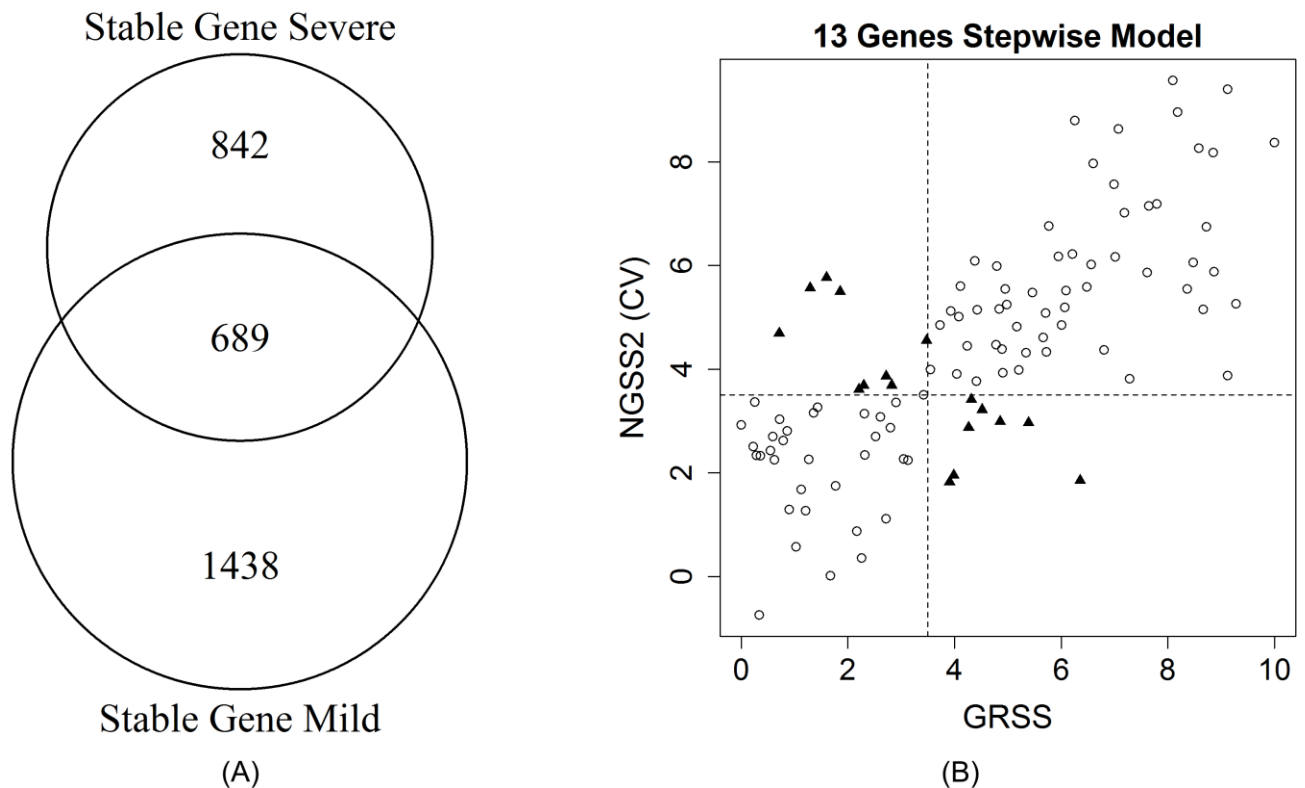 Stable Gene Severe
842
689
1438
Stable Gene Mild
(A)
13 Genes Stepwise Model
NGSS2 (CV)
8
6
4
2
0
0 2 4 6 8 10
GRSS
(B)